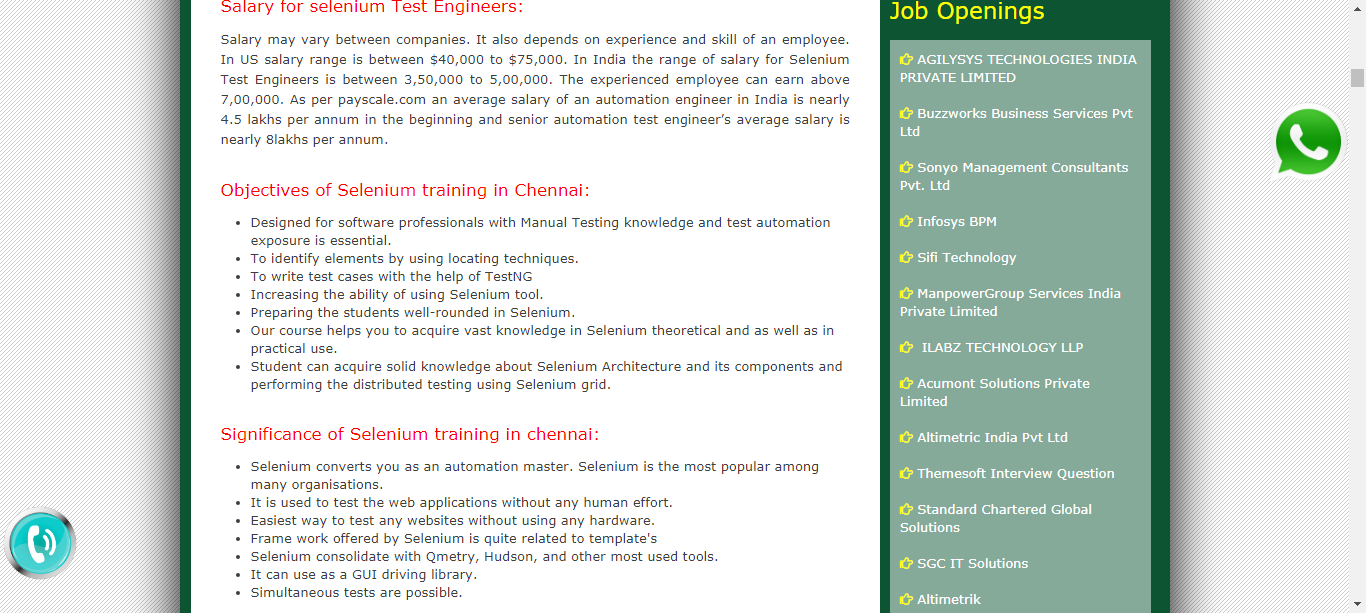 Salary for selenium Test Engineers:
Salary may vary between companies. It also depends on experience and skill of an employee.
In US salary range is between $40,000 to $75,000. In India the range of salary for Selenium
Test Engineers is between 3,50,000 to 5,00,000. The experienced employee can earn above
7,00,000. As per payscale.com an average salary of an automation engineer in India is nearly
4.5 lakhs per annum in the beginning and senior automation test engineer’s average salary is
nearly 8lakhs per annum.
Objectives of Selenium training in Chennai:
Designed for software professionals with Manual Testing knowledge and test automation
exposure is essential.
To identify elements by using locating techniques.
To write test cases with the help of TestNG
Increasing the ability of using Selenium tool.
Preparing the students well-rounded in Selenium.
Our course helps you to acquire vast knowledge in Selenium theoretical and as well as in
practical use.
Student can acquire solid knowledge about Selenium Architecture and its components and
performing the distributed testing using Selenium grid.
Significance of Selenium training in chennai:
Selenium converts you as an automation master. Selenium is the most popular among
many organisations.
It is used to test the web applications without any human effort.
Easiest way to test any websites without using any hardware.
Frame work offered by Selenium is quite related to template's
Selenium consolidate with Qmetry, Hudson, and other most used tools.
It can use as a GUI driving library.
Simultaneous tests are possible.
Job Openings
AGILYSYS TECHNOLOGIES INDIA
PRIVATE LIMITED
Buzzworks Business Services Pvt
Ltd
Sonyo Management Consultants
Pvt. Ltd
Infosys BPM
Sifi Technology
ManpowerGroup Services India
Private Limited
ILABZ TECHNOLOGY LLP
Acumont Solutions Private
Limited
Altimetric India Pvt Ltd
Themesoft Interview Question
Standard Chartered Global
Solutions
SGC IT Solutions
Altimetrik